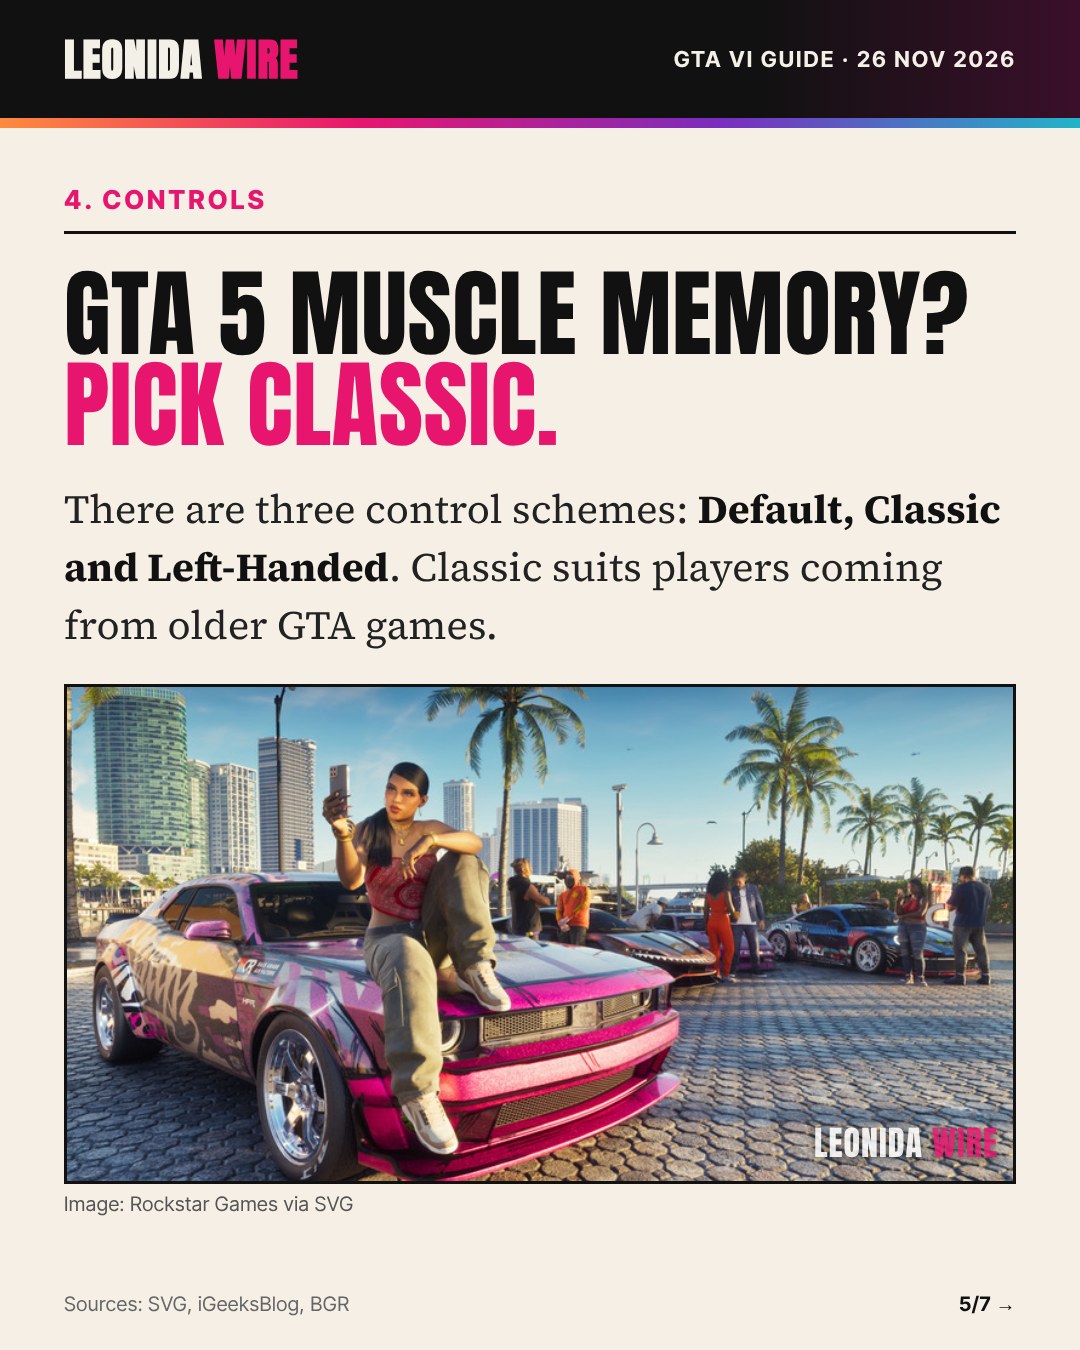 LEONIDA WIRE
GTA VI GUIDE · 26 NOV 2026
4. CONTROLS
GTA 5 MUSCLE MEMORY?
PICK CLASSIC.
There are three control schemes: Default, Classic
and Left-Handed. Classic suits players coming
from older GTA games.
LEONIDA WIRE
Image: Rockstar Games via SVG
Sources: SVG, iGeeksBlog, BGR
5/7 →